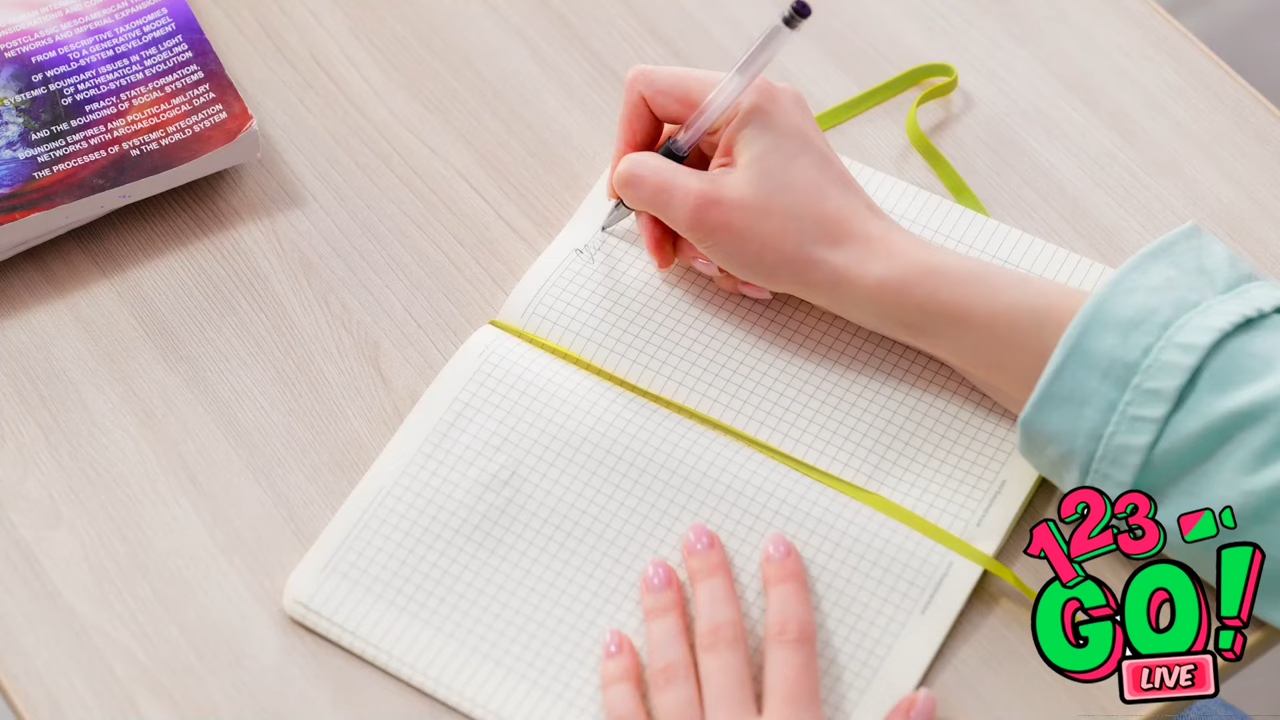 POSTCLASSIC MESOAMERICAN
NETWORKS AND IMPERIAL EXPANSION
FROM DESCRIPTIVE TAXONOMIES
TO A GENERATIVE MODEL
OF WORLD-SYSTEM DEVELOPMENT
SYSTEMIC BOUNDARY ISSUES IN THE LIGHT
OF MATHEMATICAL MODELING
OF WORLD-SYSTEM EVOLUTION
PIRACY, STATE-FORMATION,
AND THE BOUNDING OF SOCIAL SYSTEMS
BOUNDING EMPIRES AND POLITICAL/MILITARY
NETWORKS WITH ARCHAEOLOGICAL DATA
THE PROCESSES OF SYSTEMIC INTEGRATION
IN THE WORLD SYSTEM
123
GO!
LIVE